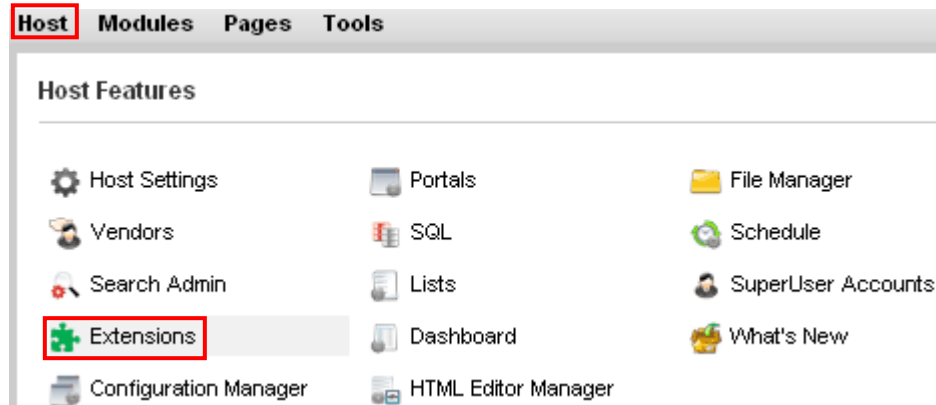 Host Modules Pages Tools
Host Features
Host Settings Portals File Manager
Vendors SQL Schedule
Search Admin Lists SuperUser Accounts
Extensions Dashboard What's New
Configuration Manager HTML Editor Manager